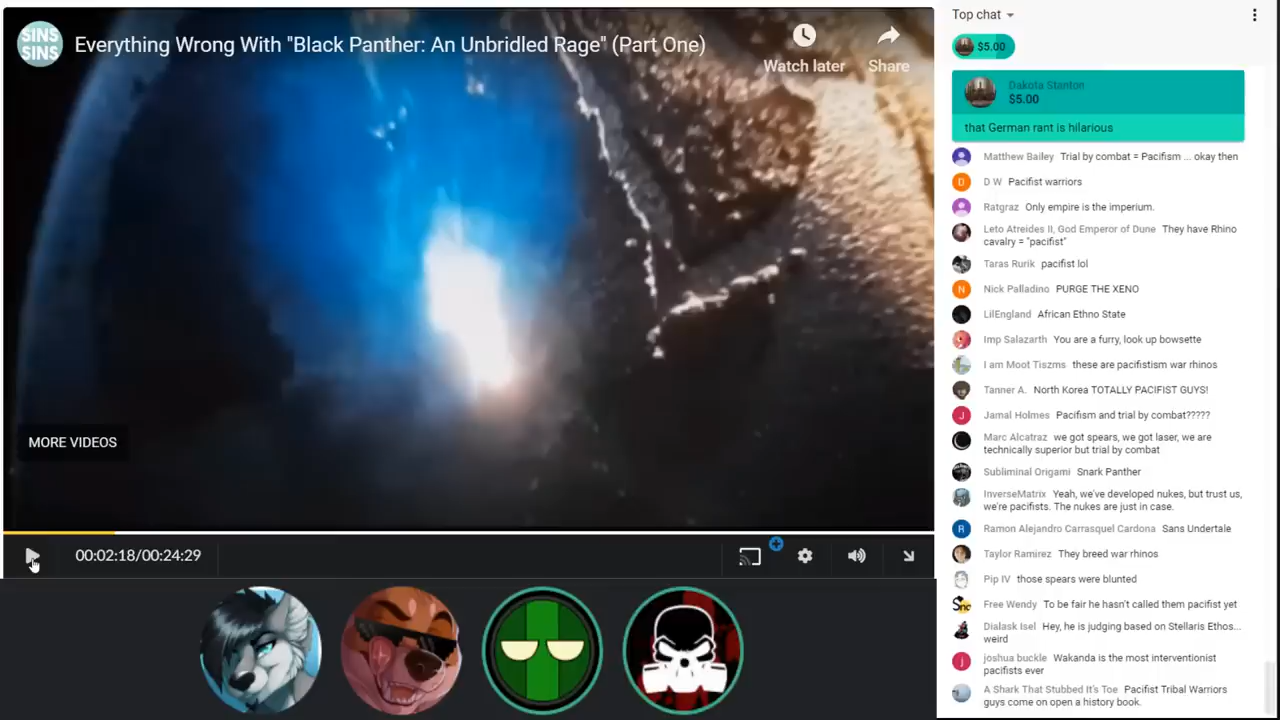 SINS
SINS
Everything Wrong With "Black Panther: An Unbridled Rage" (Part One)
Watch later
Share
MORE VIDEOS
00:02:18/00:24:29
Top chat
$5.00
Dakota Stanton
$5.00
that German rant is hilarious
Matthew Bailey Trial by combat = Pacifism ... okay then
D W Pacifist warriors
Ratgraz Only empire is the imperium.
Leto Atreides II, God Emperor of Dune They have Rhino
cavalry = "pacifist"
Taras Rurik pacifist lol
N
Nick Palladino PURGE THE XENO
LilEngland African Ethno State
Imp Salazarth You are a furry, look up bowsette
I am Moot Tiszms these are pacifistism war rhinos
Tanner A. North Korea TOTALLY PACIFIST GUYS!
J
Jamal Holmes Pacifism and trial by combat?????
Marc Alcatraz we got spears, we got laser, we are
technically superior but trial by combat
Subliminal Origami Snark Panther
InverseMatrix Yeah, we've developed nukes, but trust us,
we're pacifists. The nukes are just in case.
R
Ramon Alejandro Carrasquel Cardona Sans Undertale
Taylor Ramirez They breed war rhinos
Pip IV those spears were blunted
Free Wendy To be fair he hasn't called them pacifist yet
Dialask Isel Hey, he is judging based on Stellaris Ethos...
weird
j
joshua buckle Wakanda is the most interventionist
pacifists ever
A Shark That Stubbed It's Toe Pacifist Tribal Warriors
guys come on open a history book.